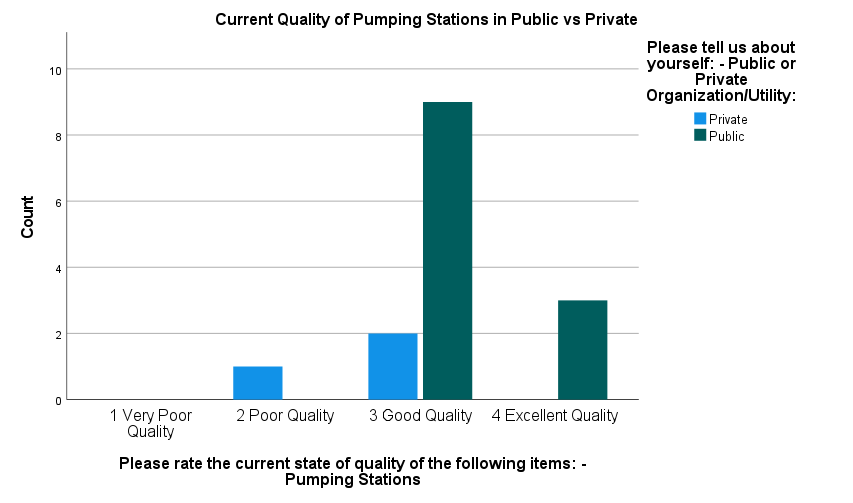 Current Quality of Pumping Stations in Public vs Private
Please tell us about
yourself: - Public or
Private
Organization/Utility:
Private
Public
Count
10
8
6
4
2
0
1 Very Poor
Quality
2 Poor Quality
3 Good Quality
4 Excellent Quality
Please rate the current state of quality of the following items: -
Pumping Stations